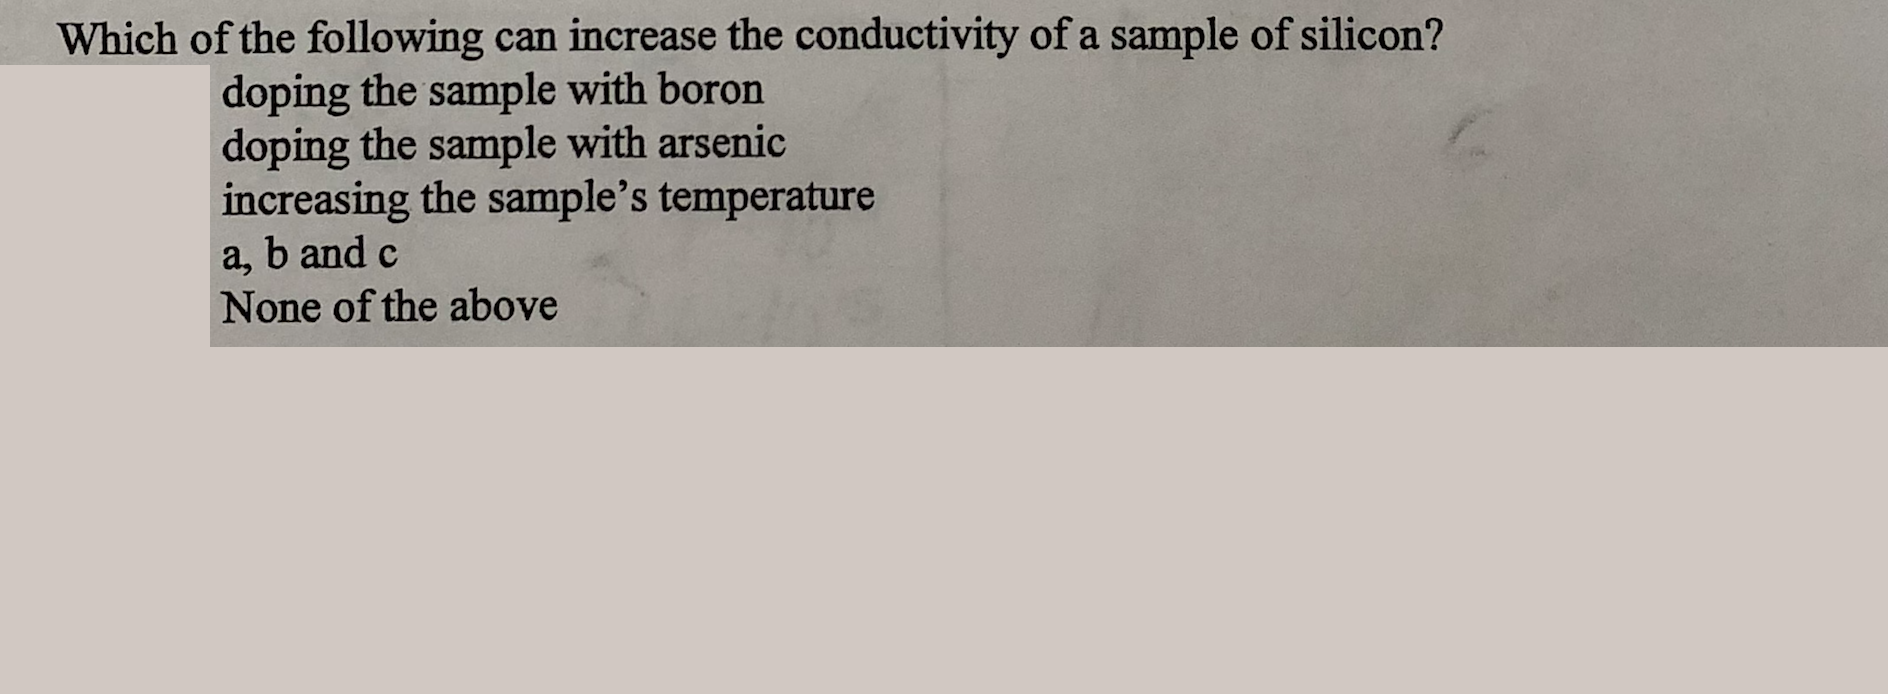 Which of the following can increase the conductivity of a sample of silicon?
doping the sample with boron
doping the sample with arsenic
increasing the sample’s temperature
a, b and c
None of the above